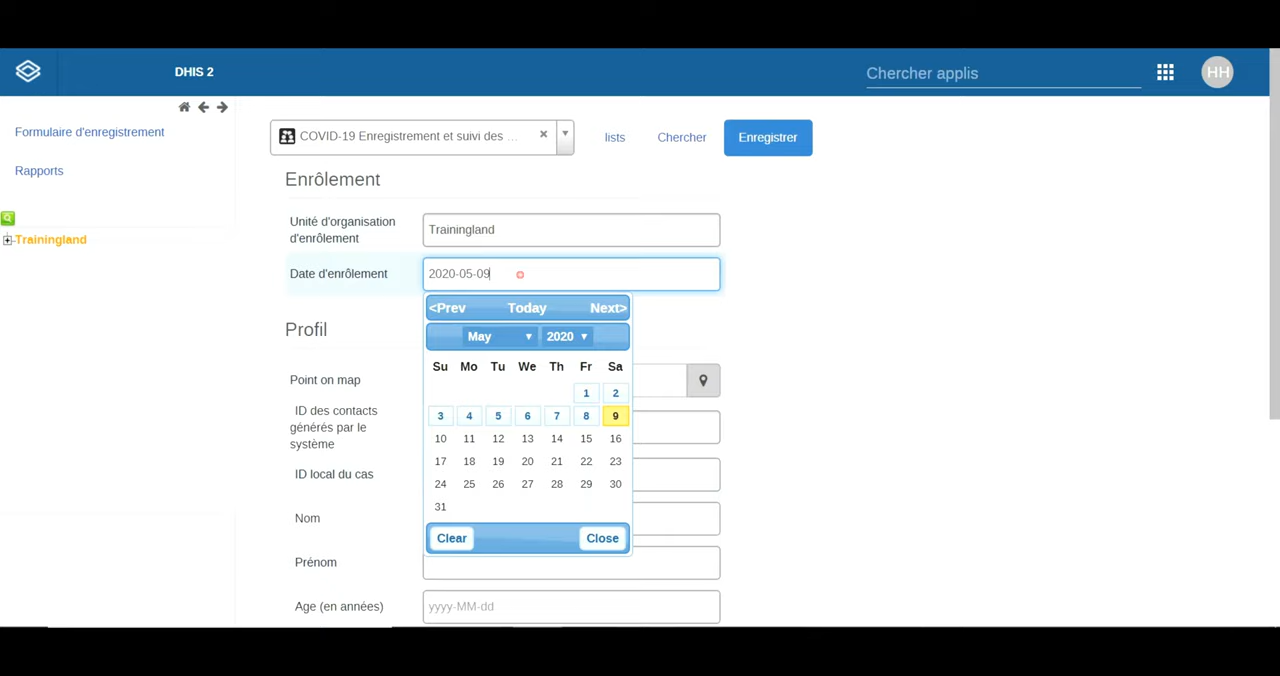 DHIS 2
Chercher applis
HH
Formulaire d'enregistrement
Rapports
Trainingland
COVID-19 Enregistrement et suivi des ...
lists
Chercher
Enregistrer
Enrôlement
Unité d'organisation
d'enrôlement
Trainingland
Date d'enrôlement
2020-05-09
<Prev Today Next>
May 2020
Su Mo Tu We Th Fr Sa
1 2
3 4 5 6 7 8 9
10 11 12 13 14 15 16
17 18 19 20 21 22 23
24 25 26 27 28 29 30
31
Clear Close
Profil
Point on map
ID des contacts
générés par le
système
ID local du cas
Nom
Prénom
Age (en années)
yyyy-MM-dd